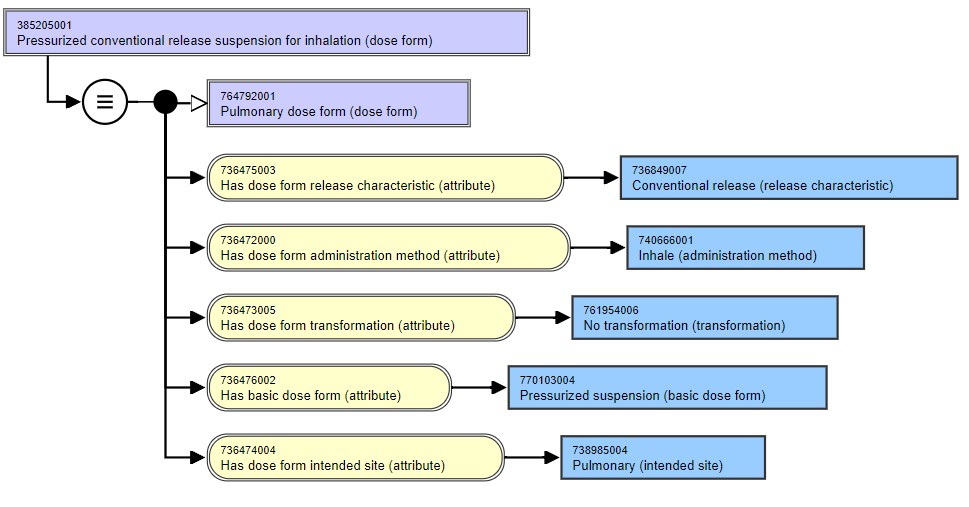 385205001
Pressurized conventional release suspension for inhalation (dose form)
764792001
Pulmonary dose form (dose form)
736475003
Has dose form release characteristic (attribute)
736849007
Conventional release (release characteristic)
736472000
Has dose form administration method (attribute)
740666001
Inhale (administration method)
736473005
Has dose form transformation (attribute)
761954006
No transformation (transformation)
736476002
Has basic dose form (attribute)
770103004
Pressurized suspension (basic dose form)
736474004
Has dose form intended site (attribute)
738985004
Pulmonary (intended site)